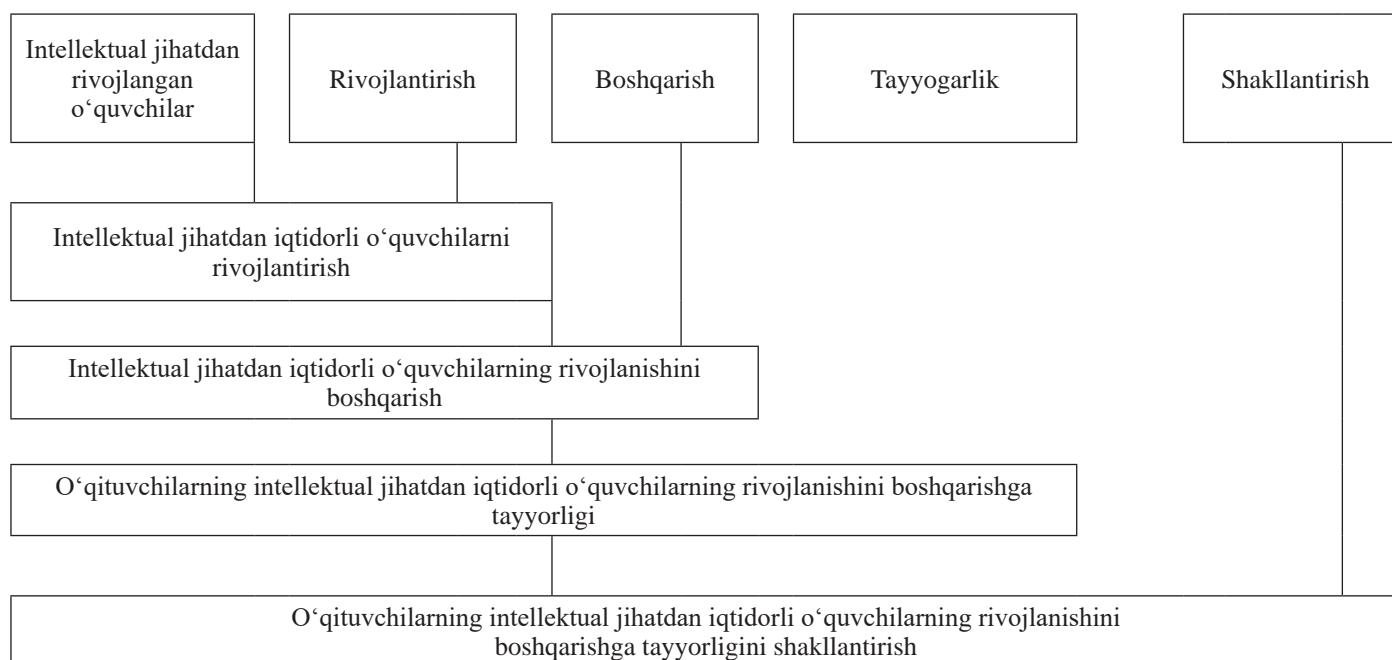 Intellektual jihatdan
rivojlangan
o‘quvchilar
Rivojlantirish
Boshqarish
Tayyogarlik
Shakllantirish
Intellektual jihatdan iqtidorli o‘quvchilarni
rivojlantirish
Intellektual jihatdan iqtidorli o‘quvchilarning rivojlanishini
boshqarish
O‘qituvchilarning intellektual jihatdan iqtidorli o‘quvchilarning rivojlanishini boshqarishga
tayyorligi
O‘qituvchilarning intellektual jihatdan iqtidorli o‘quvchilarning rivojlanishini
boshqarishga tayyorligini shakllantirish